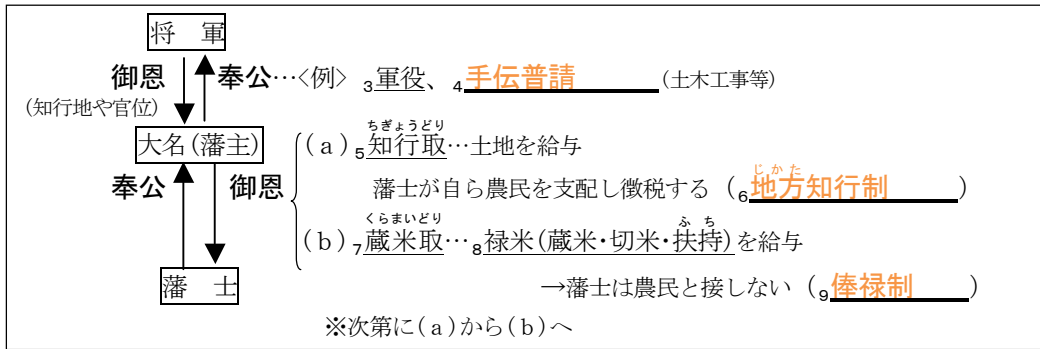 将　軍
御恩 奉公…〈例〉 3軍役、 4手伝普請 (土木工事等)
(知行地や官位)
ちぎょうどり
大名(藩主) (ａ)5知行取…土地を給与
奉公 御恩 藩士が自ら農民を支配し徴税する (6地方知行制 )
じかた
くらまいどり ふち
(ｂ)7蔵米取…8禄米(蔵米・切米・扶持)を給与
藩　士 →藩士は農民と接しない (9俸禄制 )
※次第に(ａ)から(ｂ)へ